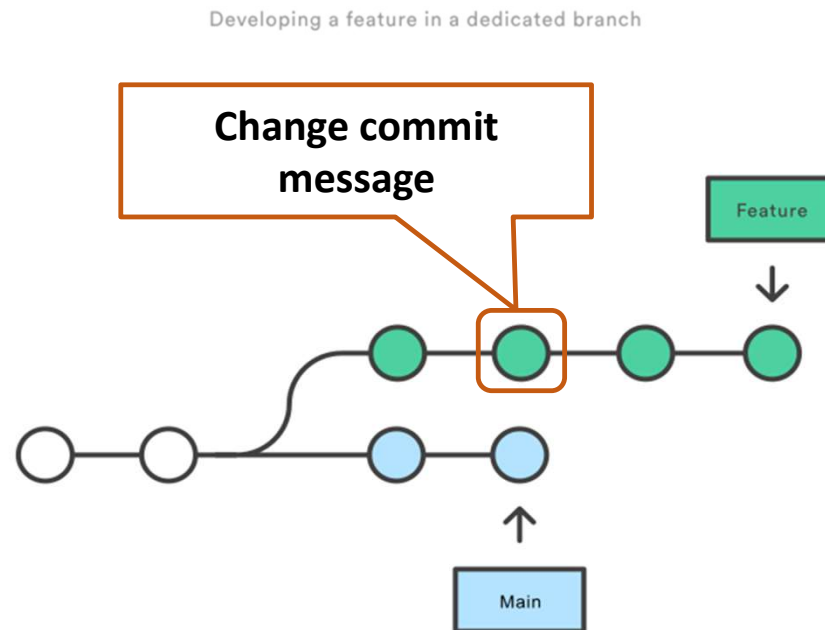 Developing a feature in a dedicated branch
Change commit
message
Feature
Main